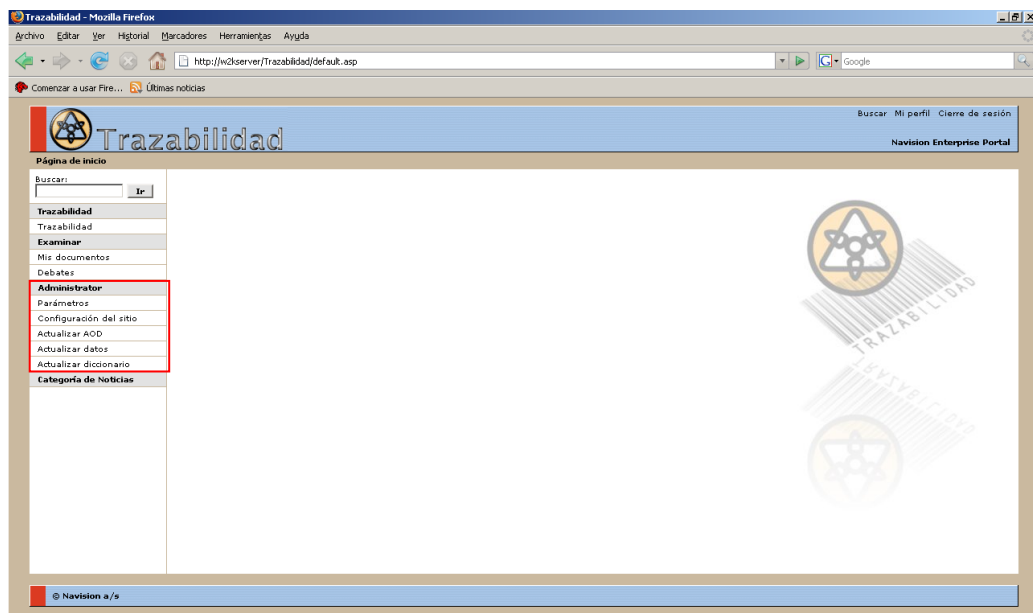 Trazabilidad - Mozilla Firefox
Archivo Editar Ver Historial Marcadores Herramientas Ayuda
http://w2kserver/Trazabilidad/default.asp
G Google
Comenzar a usar Fire... Últimas noticias
Buscar Mi perfil Cierre de sesión
Trazabilidad
Navision Enterprise Portal
Página de inicio
Buscar:
Ir
Trazabilidad
Trazabilidad
Examinar
Mis documentos
Debates
Administrator
Parámetros
Configuración del sitio
Actualizar AOD
Actualizar datos
Actualizar diccionario
Categoría de Noticias
TRAZABILIDAD
TRAZABILIDAD
© Navision a/s